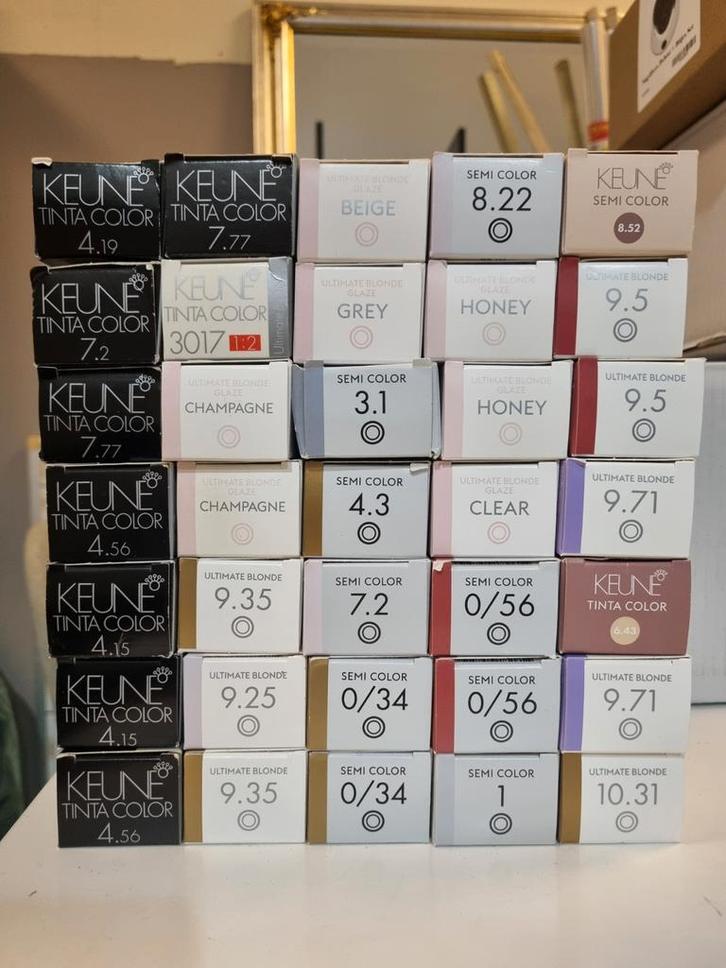 KEUNE
TINTA COLOR
4.19
KEUNE
TINTA COLOR
7.77
ULTIMATE BLONDE
GLAZE
BEIGE
SEMI COLOR
8.22
KEUNE
SEMI COLOR
8.52
KEUNE
TINTA COLOR
7.2
KEUNE
TINTA COLOR
3017 1:2
Ultimate
ULTIMATE BLONDE
GLAZE
GREY
ULTIMATE BLONDE
GLAZE
HONEY
ULTIMATE BLONDE
9.5
KEUNE
TINTA COLOR
7.77
ULTIMATE BLONDE
GLAZE
CHAMPAGNE
SEMI COLOR
3.1
ULTIMATE BLONDE
GLAZE
HONEY
ULTIMATE BLONDE
9.5
KEUNE
TINTA COLOR
4.56
ULTIMATE BLONDE
GLAZE
CHAMPAGNE
SEMI COLOR
4.3
ULTIMATE BLONDE
GLAZE
CLEAR
ULTIMATE BLONDE
9.71
KEUNE
TINTA COLOR
4.15
ULTIMATE BLONDE
9.35
SEMI COLOR
7.2
SEMI COLOR
0/56
KEUNE
TINTA COLOR
6.43
KEUNE
TINTA COLOR
4.15
ULTIMATE BLONDE
9.25
SEMI COLOR
0/34
SEMI COLOR
0/56
ULTIMATE BLONDE
9.71
KEUNE
TINTA COLOR
4.56
ULTIMATE BLONDE
9.35
SEMI COLOR
0/34
SEMI COLOR
1
ULTIMATE BLONDE
10.31